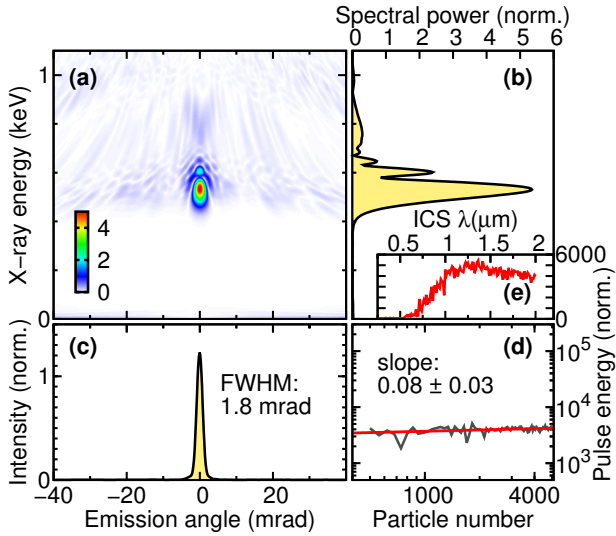 Spectral power (norm.)
0 1 2 3 4 5 6
(a)
(b)
1
0
X-ray energy (keV)
4
2
0
ICS λ(μm)
0.5 1 1.5 2
6000
0
(e)
(c)
(d)
1
0
Intensity (norm.)
FWHM:
1.8 mrad
slope:
0.08 ± 0.03
10⁵
10⁴
10³
Pulse energy (norm.)
−40 −20 0 20
Emission angle (mrad)
1000 4000
Particle number